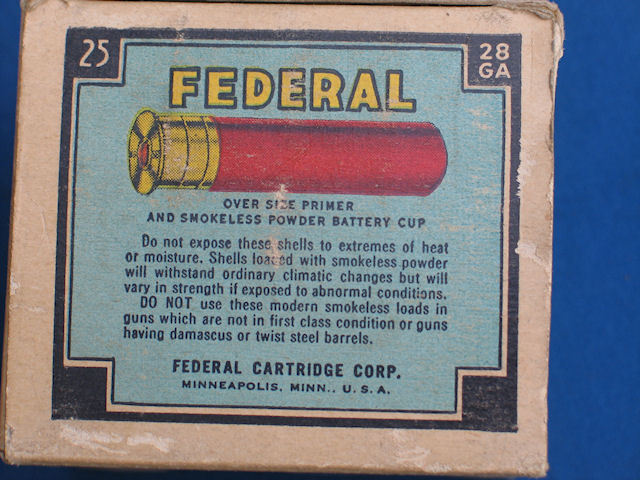 25
28
GA
FEDERAL
OVER SIZE PRIMER
AND SMOKELESS POWDER BATTERY CUP
Do not expose these shells to extremes of heat
or moisture. Shells loaded with smokeless powder
will withstand ordinary climatic changes but will
vary in strength if exposed to abnormal conditions.
DO NOT use these modern smokeless loads in
guns which are not in first class condition or guns
having damascus or twist steel barrels.
FEDERAL CARTRIDGE CORP.
MINNEAPOLIS, MINN., U. S. A.